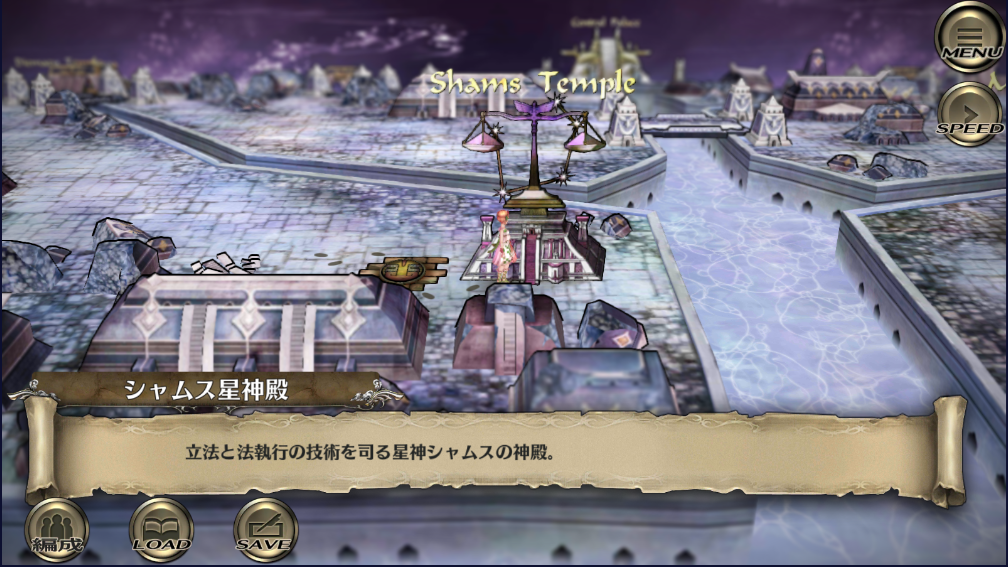 Central Palace
MENU
Shams Temple
SPEED
シャムス星神殿
立法と法執行の技術を司る星神シャムスの神殿。
編成
LOAD
SAVE